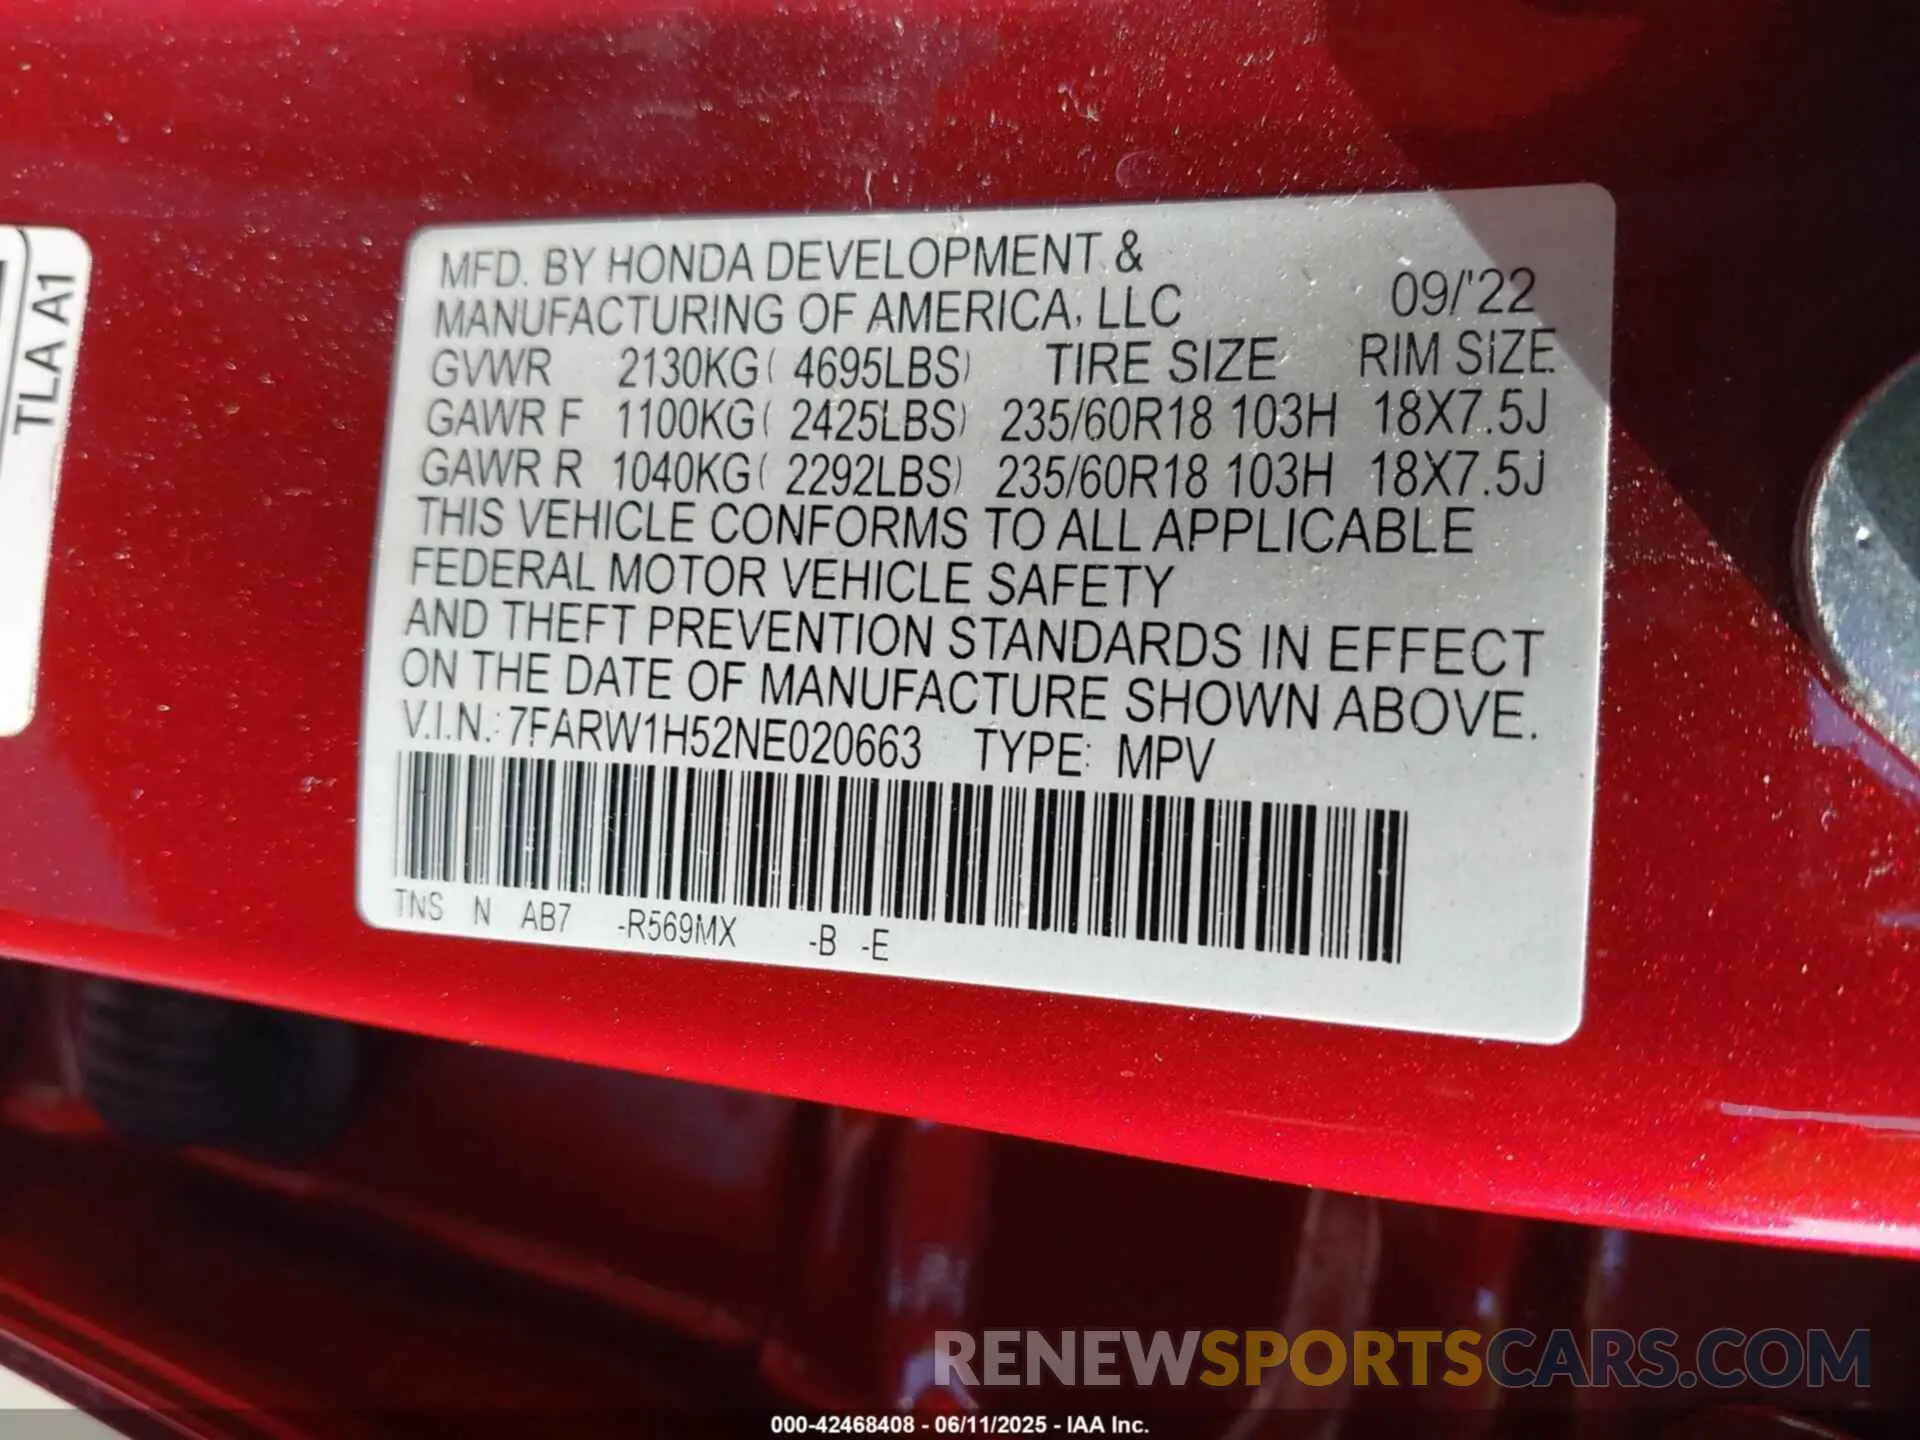 TLA A1
MFD. BY HONDA DEVELOPMENT &
MANUFACTURING OF AMERICA, LLC 09/'22
GVWR 2130KG( 4695LBS) TIRE SIZE RIM SIZE
GAWR F 1100KG( 2425LBS) 235/60R18 103H 18X7.5J
GAWR R 1040KG( 2292LBS) 235/60R18 103H 18X7.5J
THIS VEHICLE CONFORMS TO ALL APPLICABLE
FEDERAL MOTOR VEHICLE SAFETY
AND THEFT PREVENTION STANDARDS IN EFFECT
ON THE DATE OF MANUFACTURE SHOWN ABOVE.
V.I.N.: 7FARW1H52NE020663 TYPE: MPV
TNS N AB7 -R569MX -B -E
RENEWSPORTSCARS.COM
000-42468408 - 06/11/2025 - IAA Inc.